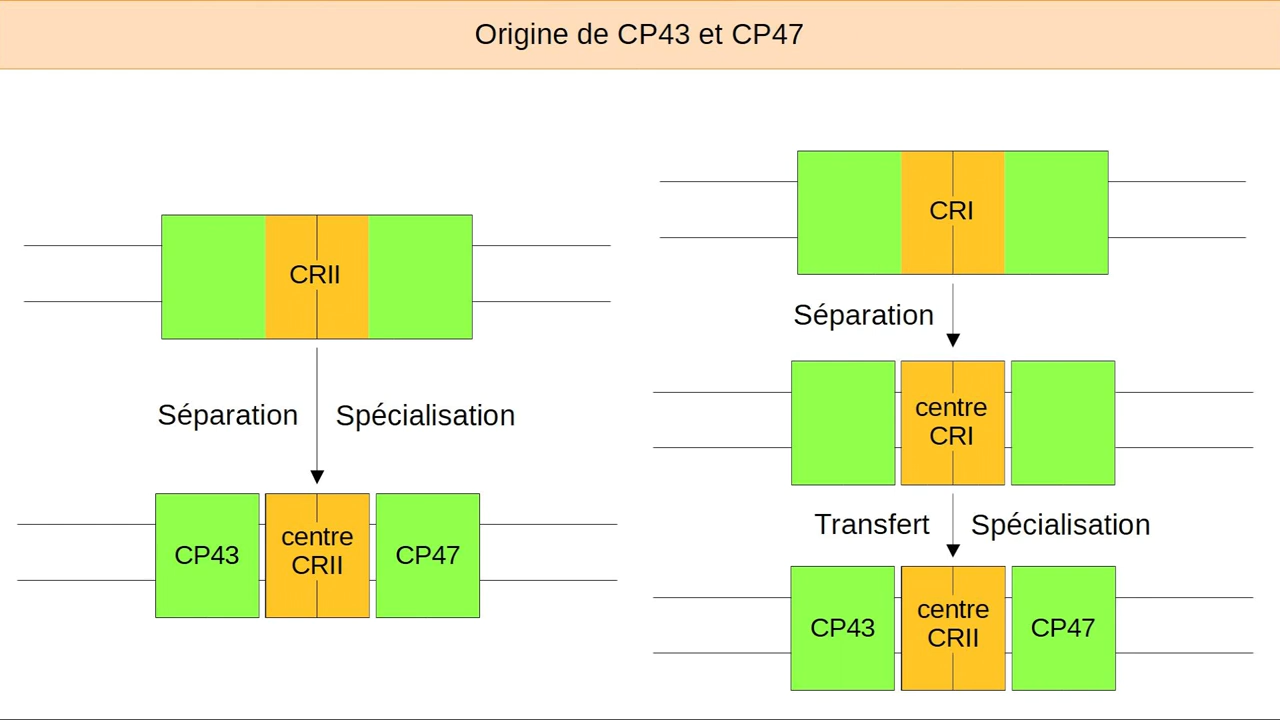 Origine de CP43 et CP47
CRII
Séparation
Spécialisation
CP43
centre
CRII
CP47
CRI
Séparation
centre
CRI
Transfert
Spécialisation
CP43
centre
CRII
CP47